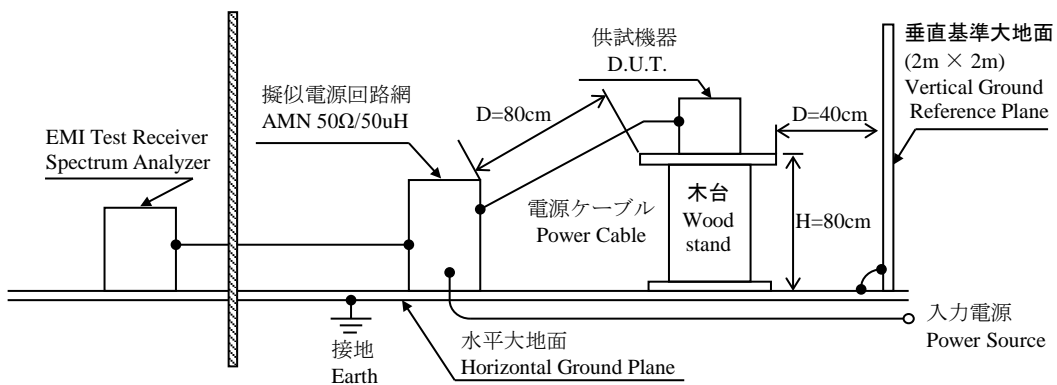 供試機器
D.U.T.
垂直基準大地面
(2m × 2m)
Vertical Ground
Reference Plane
擬似電源回路網
AMN 50Ω/50uH
D=80cm
D=40cm
EMI Test Receiver
Spectrum Analyzer
電源ケーブル
Power Cable
木台
Wood
stand
H=80cm
入力電源
Power Source
接地
Earth
水平大地面
Horizontal Ground Plane